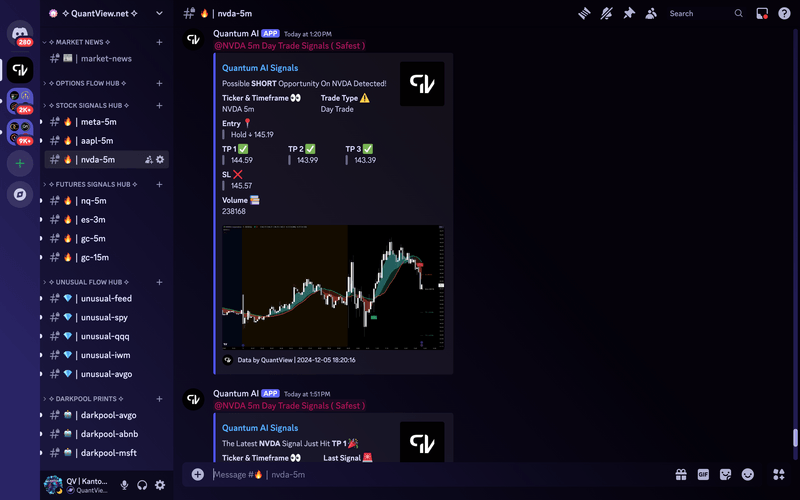 QuantView.net
# | nvda-5m
Search
280
2K+
9K+
MARKET NEWS
market-news
OPTIONS FLOW HUB
STOCK SIGNALS HUB
meta-5m
aapl-5m
nvda-5m
FUTURES SIGNALS HUB
nq-5m
es-3m
gc-5m
gc-15m
UNUSUAL FLOW HUB
unusual-feed
unusual-spy
unusual-qqq
unusual-iwm
unusual-avgo
DARKPOOL PRINTS
darkpool-avgo
darkpool-abnb
darkpool-msft
QV | Kanto...
QuantView...
Quantum AI APP Today at 1:20PM
@NVDA 5m Day Trade Signals ( Safest )
Quantum AI Signals
Possible SHORT Opportunity On NVDA Detected!
Ticker & Timeframe 👀 Trade Type ⚠️
NVDA 5m Day Trade
Entry 📍
Hold ÷ 145.19
TP 1 ✅ TP 2 ✅ TP 3 ✅
144.59 143.99 143.39
SL ❌
145.57
Volume
238168
Data by QuantView | 2024-12-05 18:20:16
Quantum AI APP Today at 1:51PM
@NVDA 5m Day Trade Signals ( Safest )
Quantum AI Signals
The Latest NVDA Signal Just Hit TP 1 🎉
Ticker & Timeframe 👀 Last Signal 🚨
Message #🔥 | nvda-5m
GIF